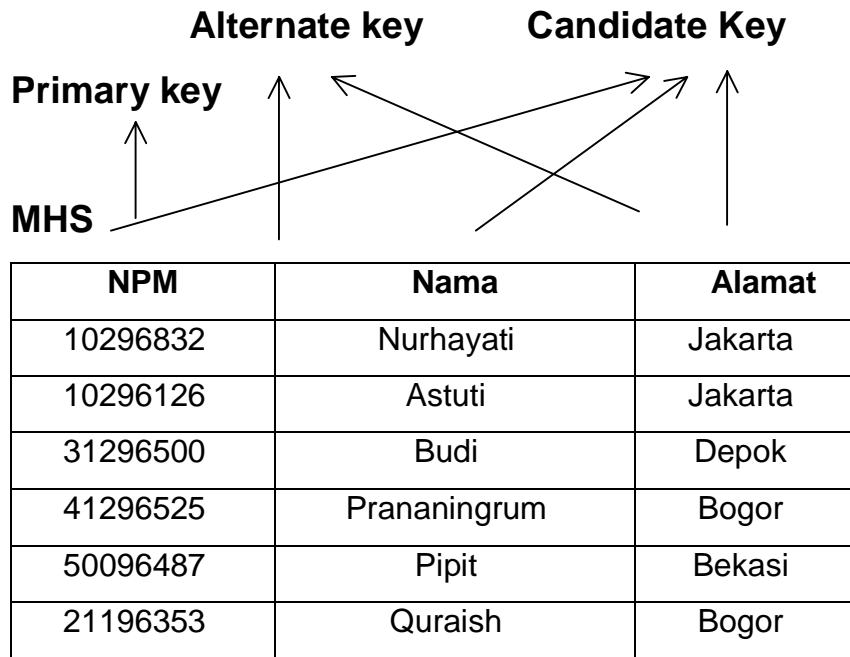 Alternate key Candidate Key
Primary key
MHS
NPM Nama Alamat
10296832 Nurhayati Jakarta
10296126 Astuti Jakarta
31296500 Budi Depok
41296525 Prananingrum Bogor
50096487 Pipit Bekasi
21196353 Quraish Bogor